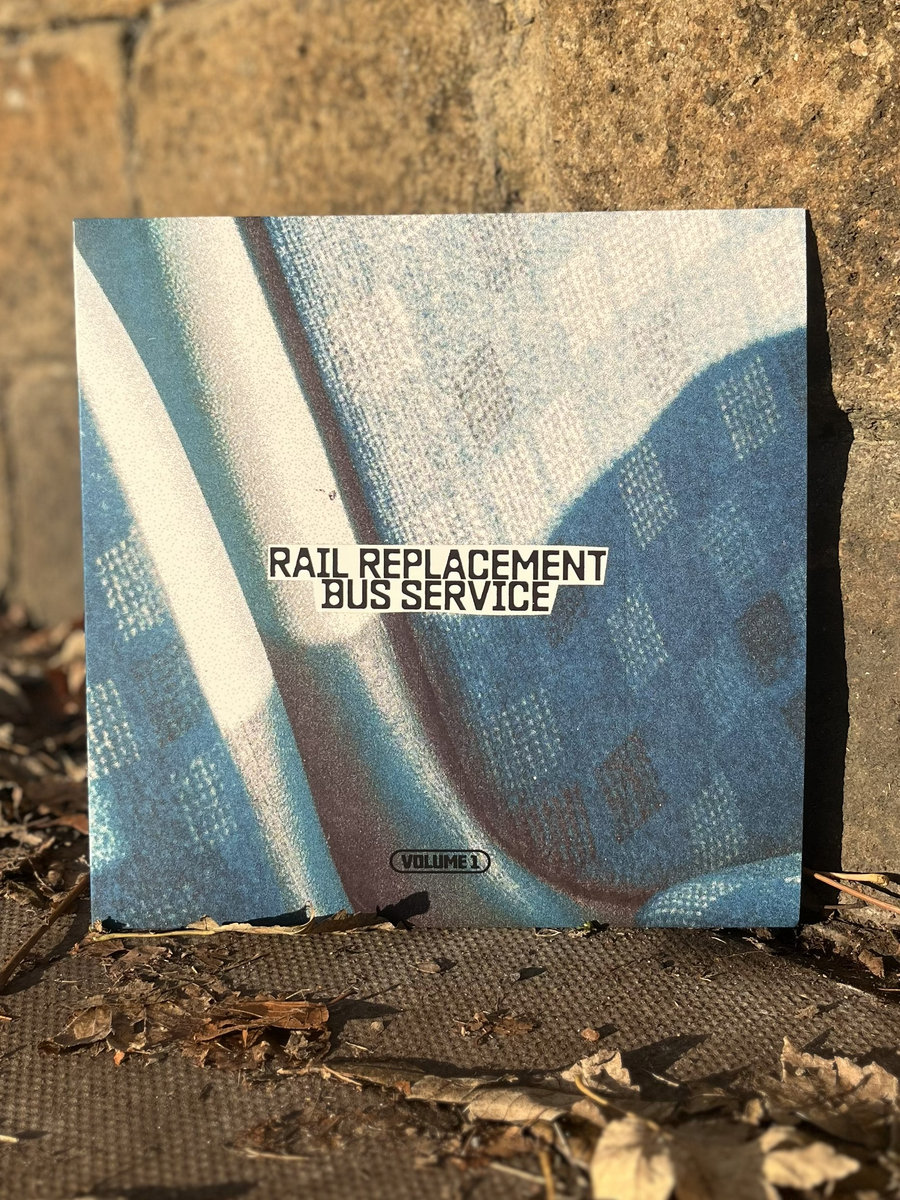 RAIL REPLACEMENT
BUS SERVICE
VOLUME 1